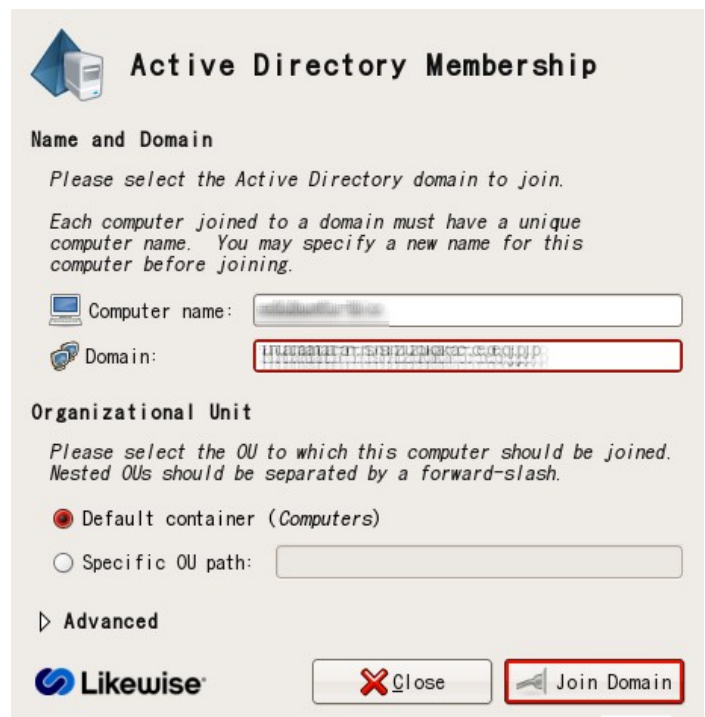 Active Directory Membership
Name and Domain
Please select the Active Directory domain to join.
Each computer joined to a domain must have a unique
computer name. You may specify a new name for this
computer before joining.
Computer name:
Domain:
Organizational Unit
Please select the OU to which this computer should be joined.
Nested OUs should be separated by a forward-slash.
Default container (Computers)
Specific OU path:
Advanced
Likewise
Close
Join Domain